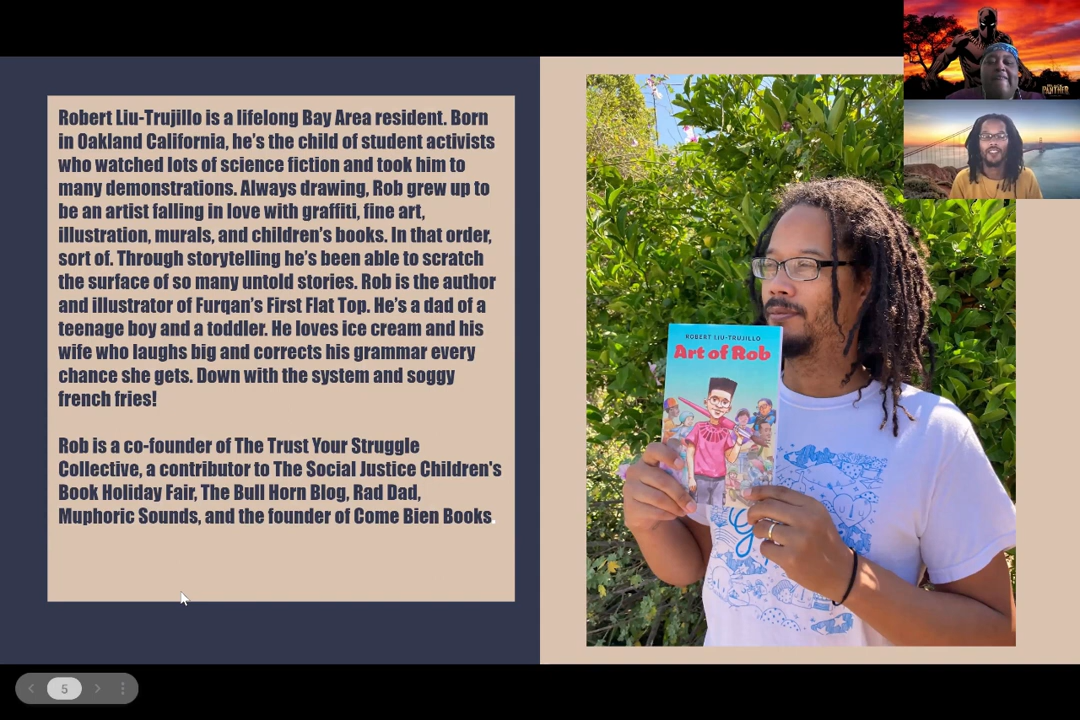 Robert Liu-Trujillo is a lifelong Bay Area resident. Born
in Oakland California, he's the child of student activists
who watched lots of science fiction and took him to
many demonstrations. Always drawing, Rob grew up to
be an artist falling in love with graffiti, fine art,
illustration, murals, and children's books. In that order,
sort of. Through storytelling he's been able to scratch
the surface of so many untold stories. Rob is the author
and illustrator of Furqan's First Flat Top. He's a dad of a
teenage boy and a toddler. He loves ice cream and his
wife who laughs big and corrects his grammar every
chance she gets. Down with the system and soggy
french fries!
Rob is a co-founder of The Trust Your Struggle
Collective, a contributor to The Social Justice Children's
Book Holiday Fair, The Bull Horn Blog, Rad Dad,
Muphoric Sounds, and the founder of Come Bien Books.
ROBERT LIU-TRUJILLO
Art of Rob
PANTHER
5